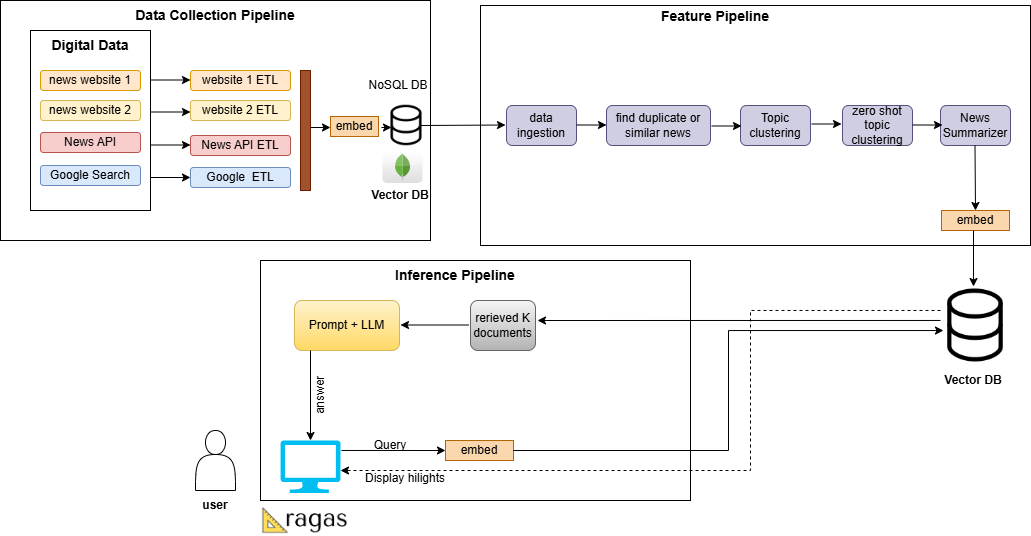 Data Collection Pipeline
Digital Data
news website 1
website 1 ETL
news website 2
website 2 ETL
News API
News API ETL
Google Search
Google  ETL
embed
NoSQL DB
Vector DB
Feature Pipeline
data
ingestion
find duplicate or
similar news
Topic
clustering
zero shot
topic
clustering
News
Summarizer
embed
Vector DB
Inference Pipeline
Prompt + LLM
rerieved K
documents
answer
Query
embed
Display hilights
user
ragas